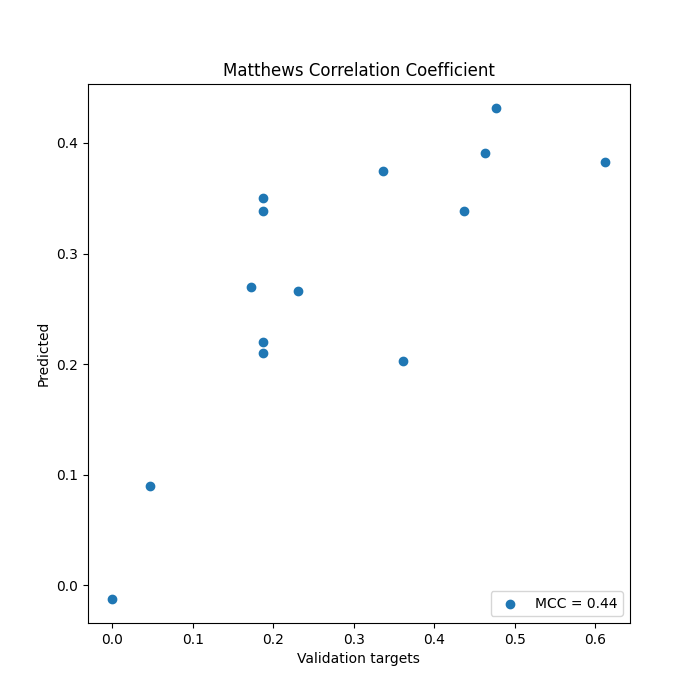 Matthews Correlation Coefficient
0.4
0.3
0.2
0.1
0.0
Predicted
MCC = 0.44
0.0 0.1 0.2 0.3 0.4 0.5 0.6
Validation targets